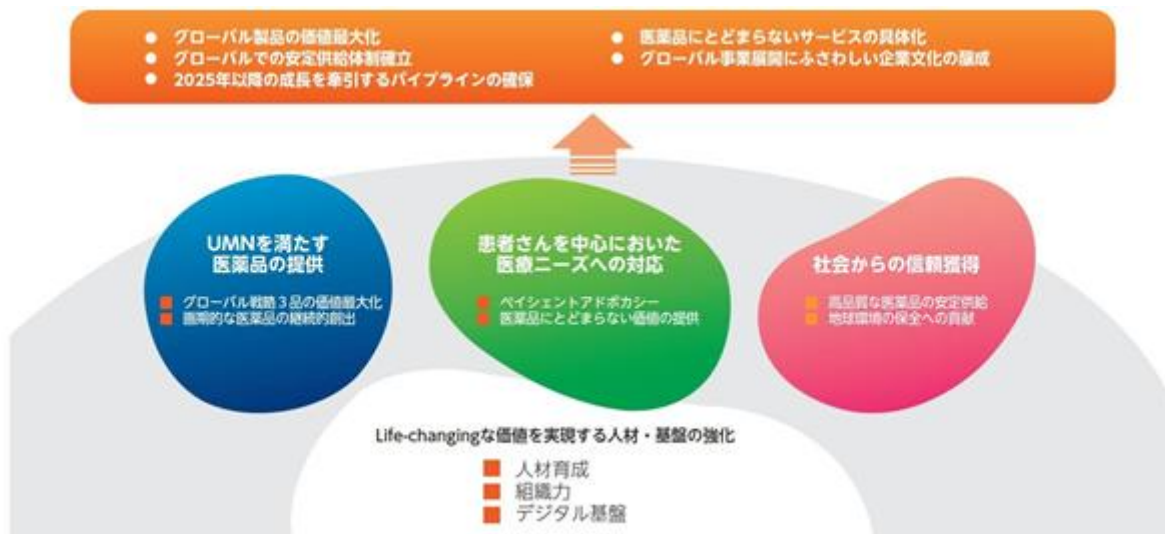 グローバル製品の価値最大化
グローバルでの安定供給体制確立
2025年以降の成長を牽引するパイプラインの確保
医薬品にとどまらないサービスの具体化
グローバル事業展開にふさわしい企業文化の醸成
UMNを満たす
医薬品の提供
グローバル戦略3品の価値最大化
画期的な医薬品の継続的創出
患者さんを中心においた
医療ニーズへの対応
ペイシェントアドボカシー
医薬品にとどまらない価値の提供
社会からの信頼獲得
高品質な医薬品の安定供給
地球環境の保全への貢献
Life-changingな価値を実現する人材・基盤の強化
人材育成
組織力
デジタル基盤